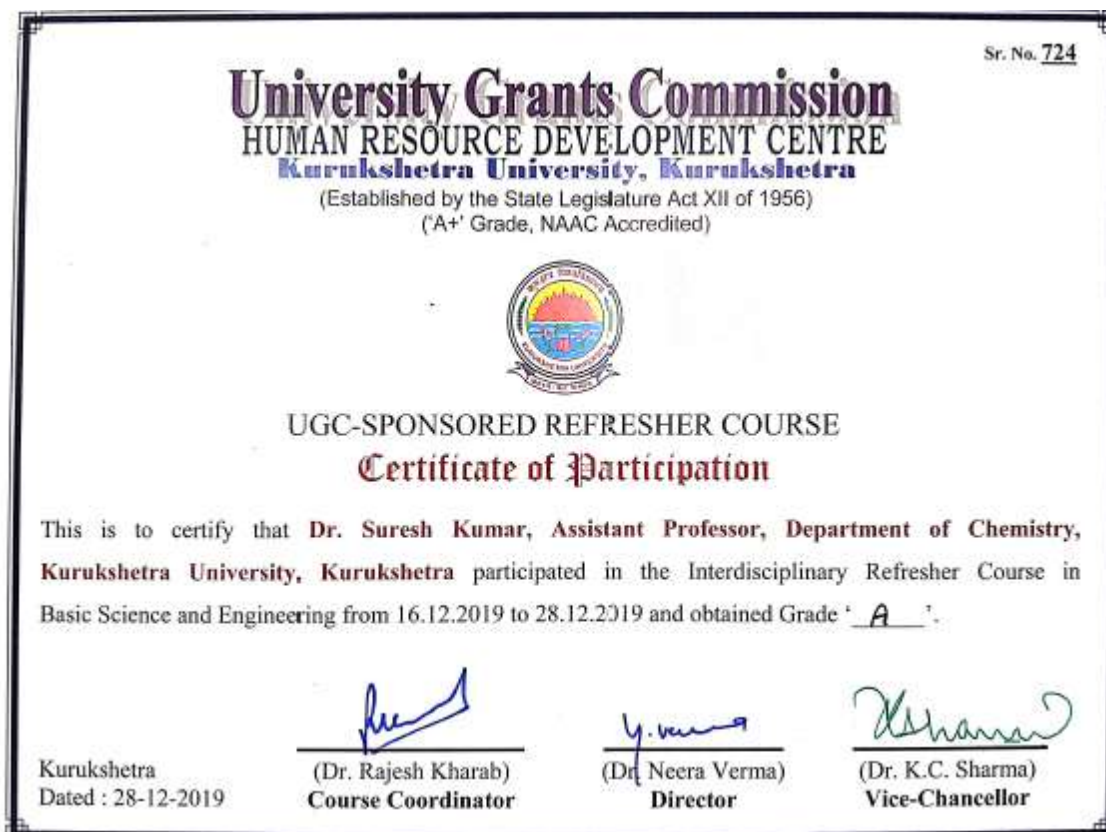 Sr. No. 724
University Grants Commission
HUMAN RESOURCE DEVELOPMENT CENTRE
Kurukshetra University, Kurukshetra
(Established by the State Legislature Act XII of 1956)
('A+' Grade, NAAC Accredited)
KURUKSHETRA UNIVERSITY
UGC-SPONSORED REFRESHER COURSE
Certificate of Participation
This is to certify that Dr. Suresh Kumar, Assistant Professor, Department of Chemistry,
Kurukshetra University, Kurukshetra participated in the Interdisciplinary Refresher Course in
Basic Science and Engineering from 16.12.2019 to 28.12.2019 and obtained Grade ' A '.
Kurukshetra
Dated : 28-12-2019
(Dr. Rajesh Kharab)
Course Coordinator
(Dr. Neera Verma)
Director
(Dr. K.C. Sharma)
Vice-Chancellor